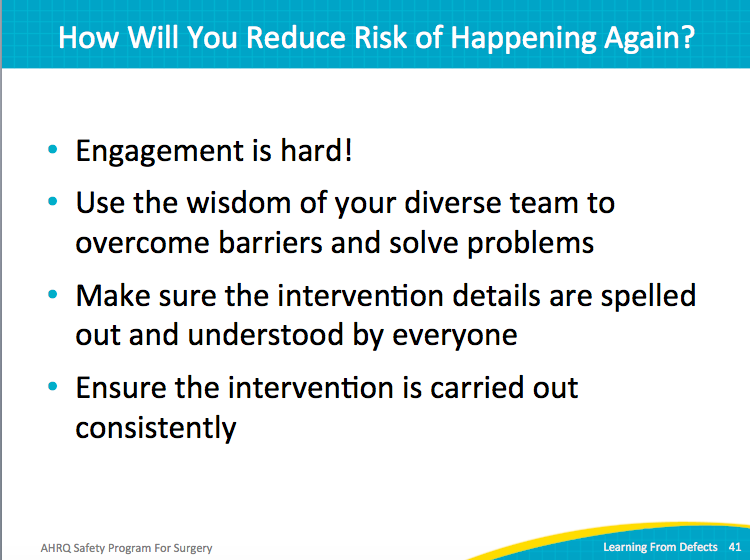 How Will You Reduce Risk of Happening Again?
• Engagement is hard!
• Use the wisdom of your diverse team to
overcome barriers and solve problems
• Make sure the intervention details are spelled
out and understood by everyone
• Ensure the intervention is carried out
consistently
AHRQ Safety Program For Surgery
Learning From Defects 41